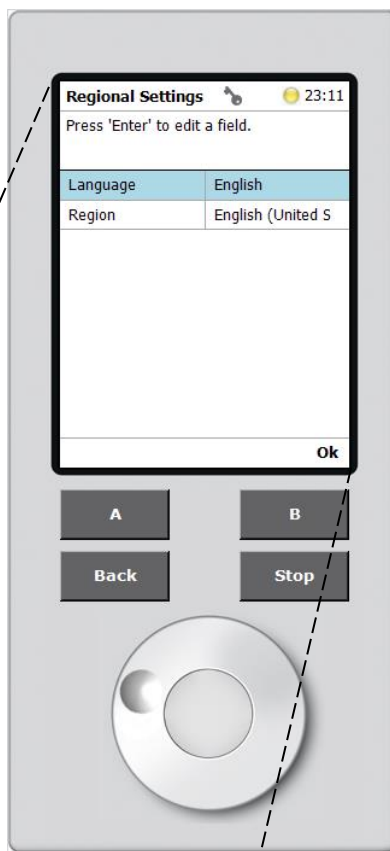 Regional Settings 23:11
Press 'Enter' to edit a field.
Language English
Region English (United S
Ok
A B
Back Stop